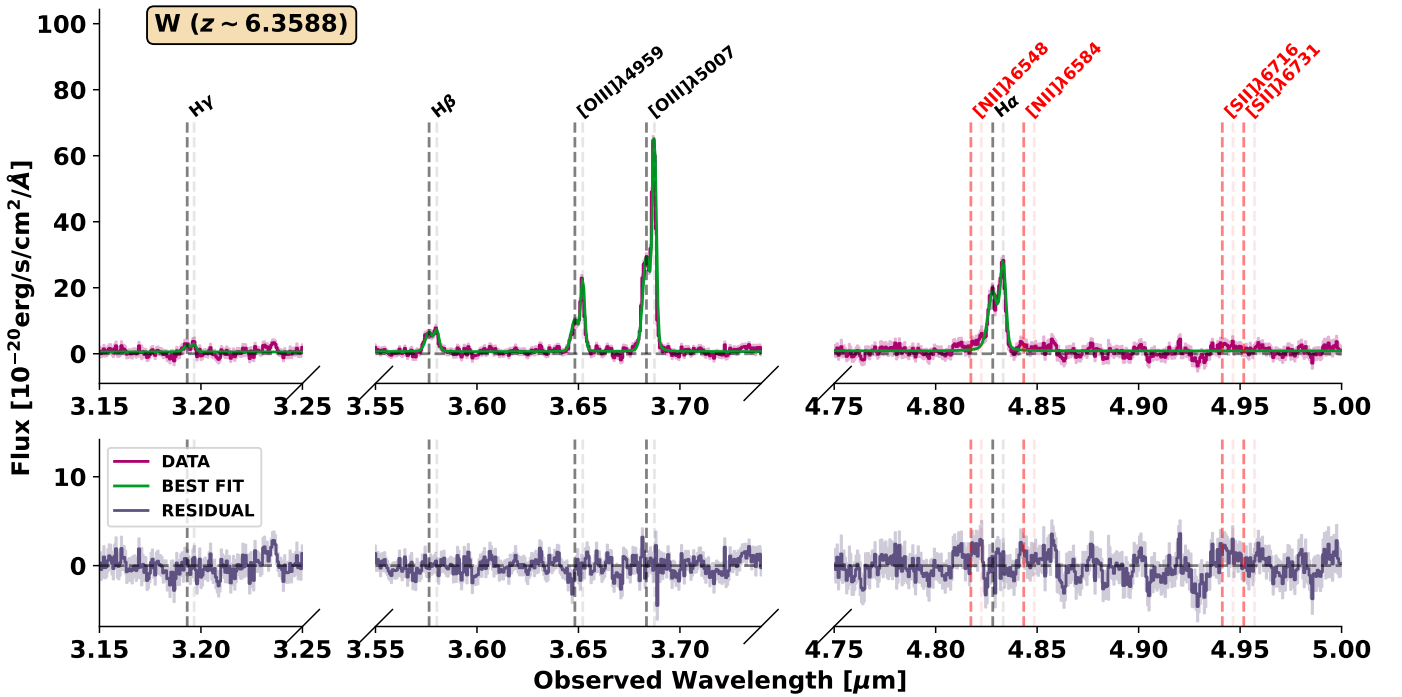 W (z ~ 6.3588)
Hγ
Hβ
[OIII]λ4959
[OIII]λ5007
[NII]λ6548
Hα
[NII]λ6584
[SII]λ6716
[SII]λ6731
100
80
60
40
20
0
3.15 3.20 3.25 3.55 3.60 3.65 3.70 4.75 4.80 4.85 4.90 4.95 5.00
Flux [10⁻²⁰erg/s/cm²/Å]
DATA
BEST FIT
RESIDUAL
10
0
3.15 3.20 3.25 3.55 3.60 3.65 3.70 4.75 4.80 4.85 4.90 4.95 5.00
Observed Wavelength [μm]